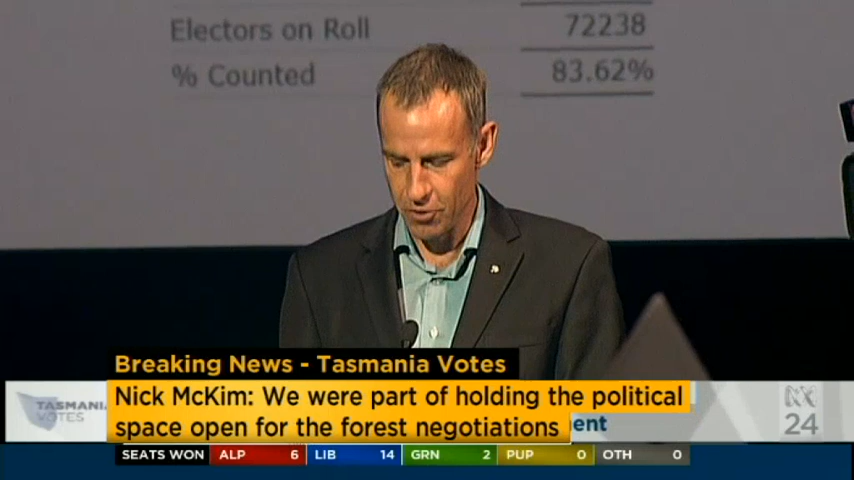 Electors on Roll 72238
% Counted 83.62%
Breaking News - Tasmania Votes
Nick McKim: We were part of holding the political
space open for the forest negotiations
ent
TASMANIA
VOTES
24
SEATS WON ALP 6 LIB 14 GRN 2 PUP 0 OTH 0